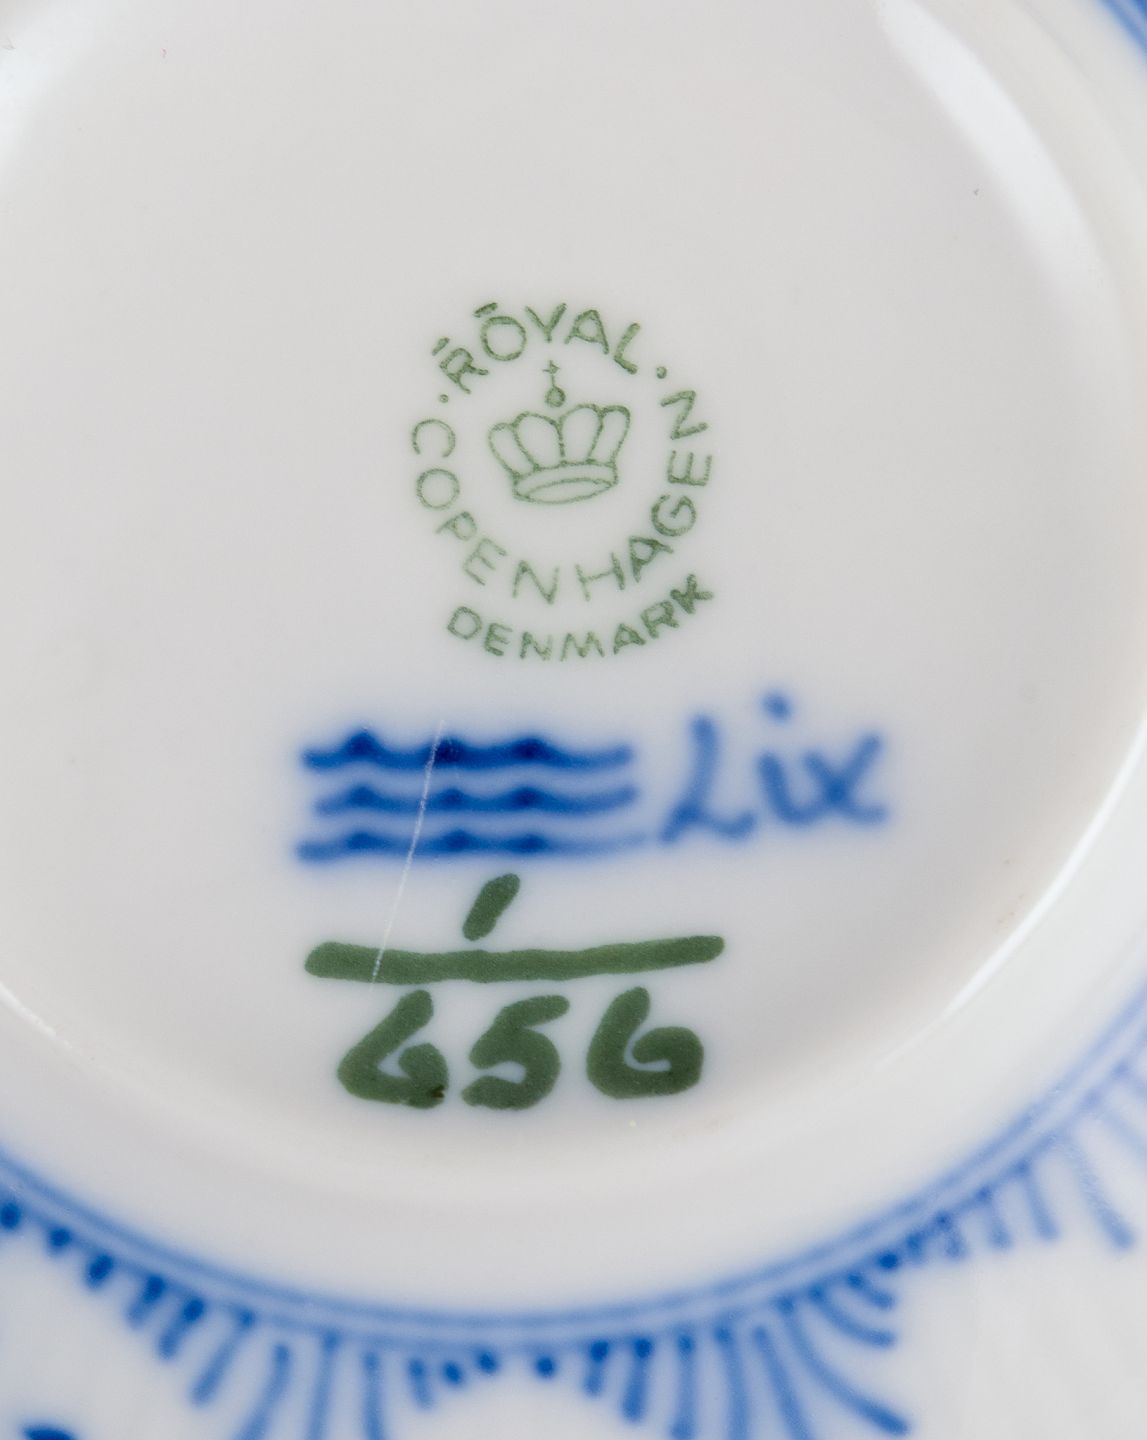 ROYAL
COPENHAGEN
DENMARK
Lix
1
656